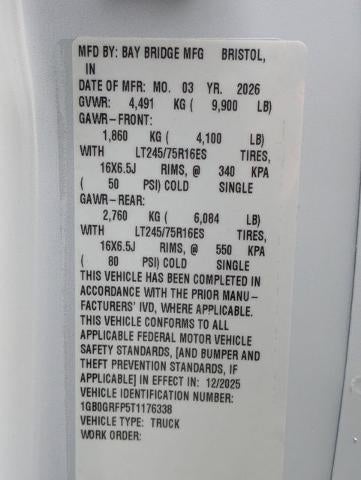 MFD BY: BAY BRIDGE MFG BRISTOL,
IN
DATE OF MFR: MO. 03 YR. 2026
GVWR: 4,491 KG ( 9,900 LB)
GAWR-FRONT:
1,860 KG ( 4,100 LB)
WITH LT245/75R16ES TIRES,
16X6.5J RIMS, @ 340 KPA
( 50 PSI) COLD SINGLE
GAWR-REAR:
2,760 KG ( 6,084 LB)
WITH LT245/75R16ES TIRES,
16X6.5J RIMS, @ 550 KPA
( 80 PSI) COLD SINGLE
THIS VEHICLE HAS BEEN COMPLETED IN
ACCORDANCE WITH THE PRIOR MANU-
FACTURERS' IVD, WHERE APPLICABLE.
THIS VEHICLE CONFORMS TO ALL
APPLICABLE FEDERAL MOTOR VEHICLE
SAFETY STANDARDS, [AND BUMPER AND
THEFT PREVENTION STANDARDS, IF
APPLICABLE] IN EFFECT IN: 12/2025
VEHICLE IDENTIFICATION NUMBER:
1GB0GRFP5T1176338
VEHICLE TYPE: TRUCK
WORK ORDER: